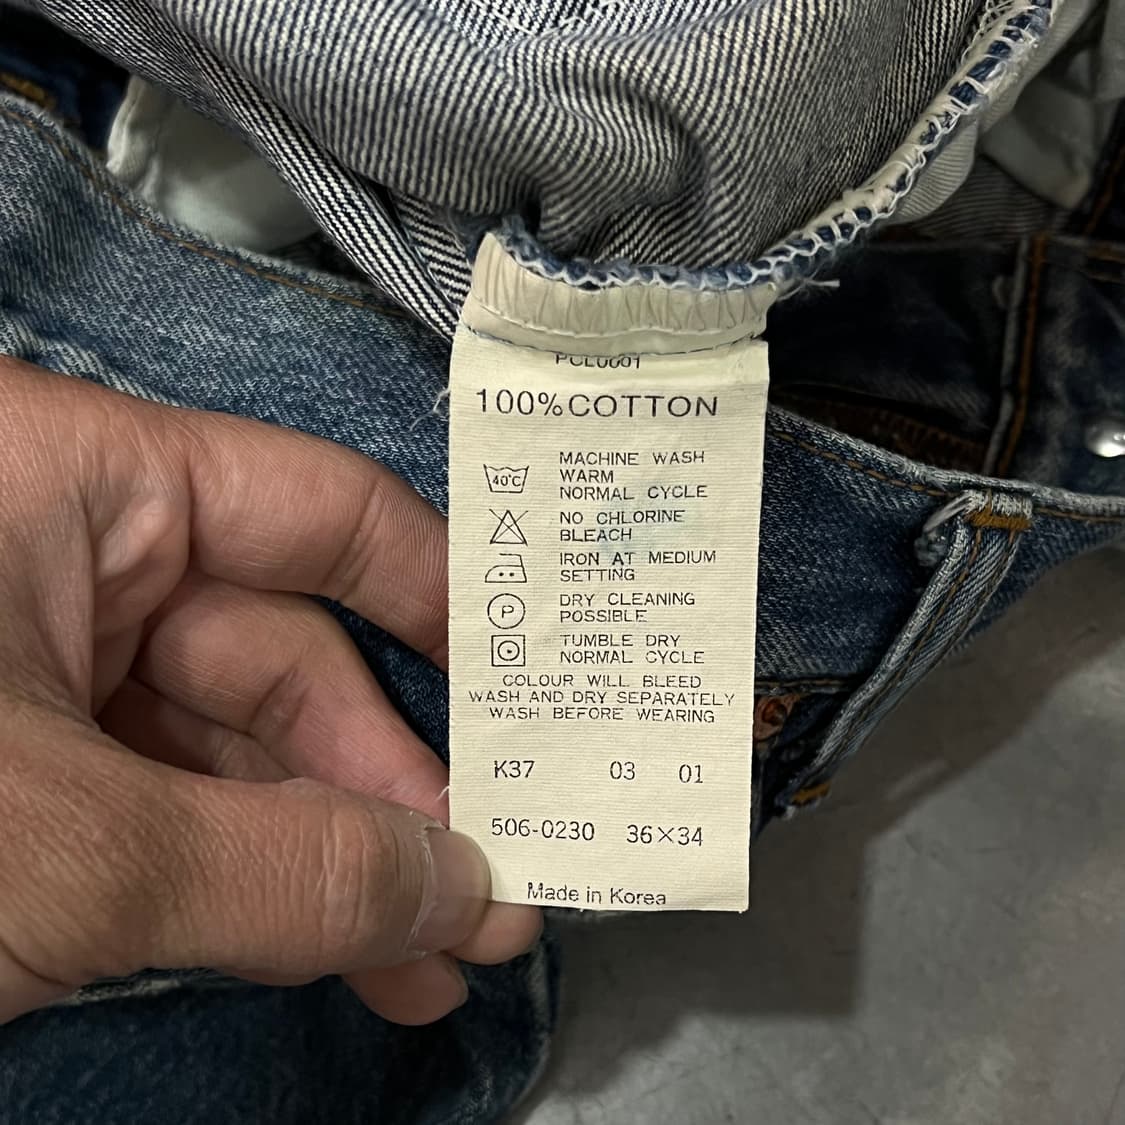 100% COTTON
40°C
MACHINE WASH
WARM
NORMAL CYCLE
NO CHLORINE
BLEACH
IRON AT MEDIUM
SETTING
P
DRY CLEANING
POSSIBLE
TUMBLE DRY
NORMAL CYCLE
COLOUR WILL BLEED
WASH AND DRY SEPARATELY
WASH BEFORE WEARING
K37 03 01
506-0230 36×34
Made in Korea